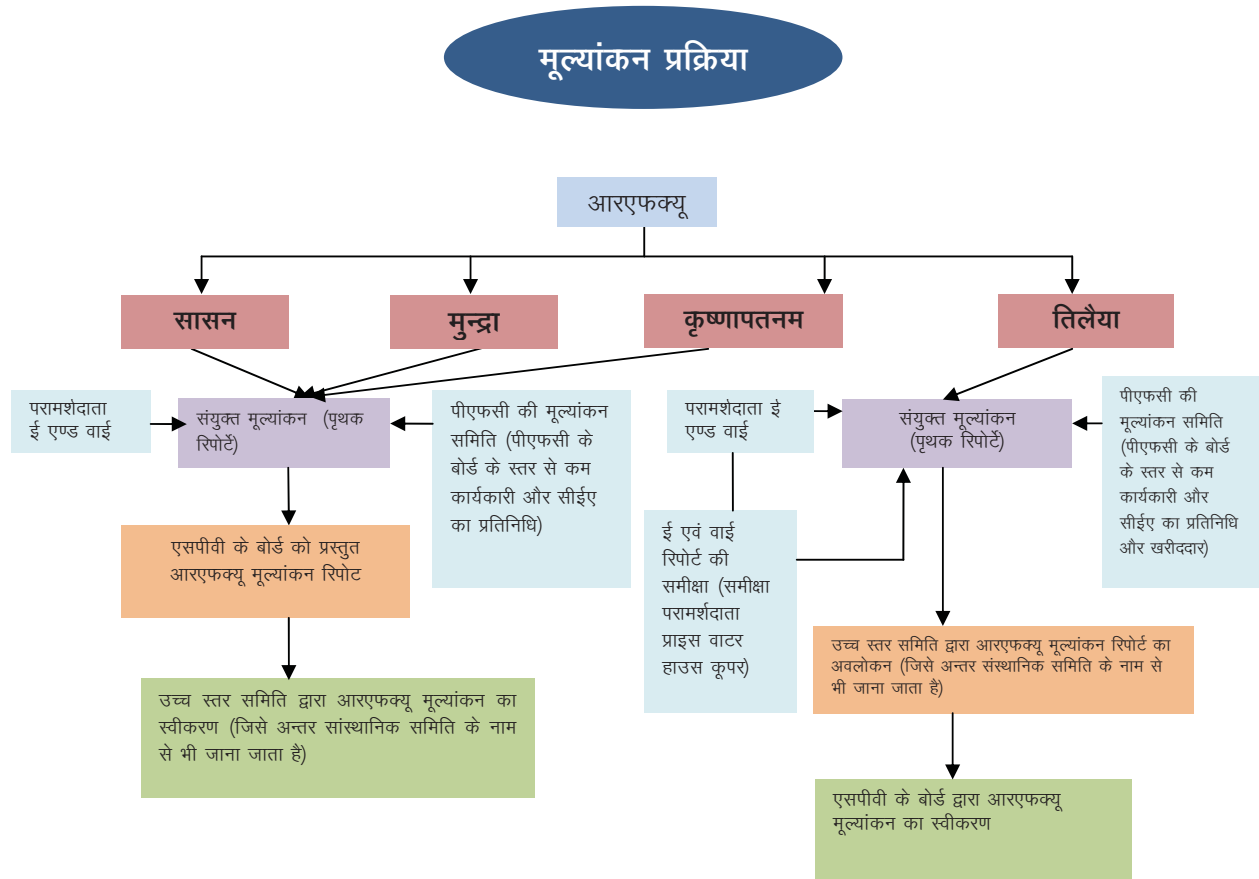 मूल्यांकन प्रक्रिया
आरएफक्यू
सासन
मुन्द्रा
कृष्णापतनम
तिलैया
परामर्शदाता
ई एण्ड वाई
संयुक्त मूल्यांकन (पृथक
रिपोर्टे)
पीएफसी की मूल्यांकन
समिति (पीएफसी के
बोर्ड के स्तर से कम
कार्यकारी और सीईए
का प्रतिनिधि)
एसपीवी के बोर्ड को प्रस्तुत
आरएफक्यू मूल्यांकन रिपोट
उच्च स्तर समिति द्वारा आरएफक्यू मूल्यांकन का
स्वीकरण (जिसे अन्तर सांस्थानिक समिति के नाम
से भी जाना जाता है)
परामर्शदाता ई
एण्ड वाई
संयुक्त मूल्यांकन
(पृथक रिपोर्टे)
पीएफसी की
मूल्यांकन समिति
(पीएफसी के बोर्ड
के स्तर से कम
कार्यकारी और
सीईए का प्रतिनिधि
और खरीददार)
ई एवं वाई
रिपोर्ट की
समीक्षा (समीक्षा
परामर्शदाता
प्राइस वाटर
हाउस कूपर)
उच्च स्तर समिति द्वारा आरएफक्यू मूल्यांकन रिपोर्ट का
अवलोकन (जिसे अन्तर संस्थानिक समिति के नाम से
भी जाना जाता है)
एसपीवी के बोर्ड द्वारा आरएफक्यू
मूल्यांकन का स्वीकरण